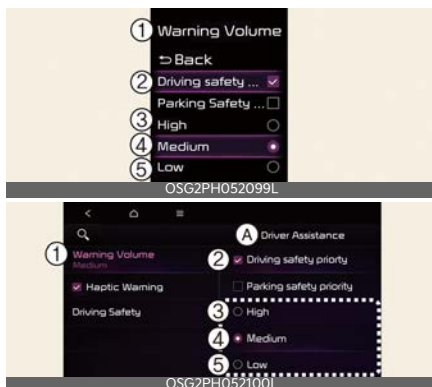 ① Warning Volume
⮌ Back
② Driving safety ...
Parking Safety ...
③ High
④ Medium
⑤ Low
OSG2PH052099L
Ⓐ Driver Assistance
① Warning Volume
Medium
② Driving safety priorty
Haptic Warning
Parking safety priority
Driving Safety
③ High
④ Medium
⑤ Low
OSG2PH052100L